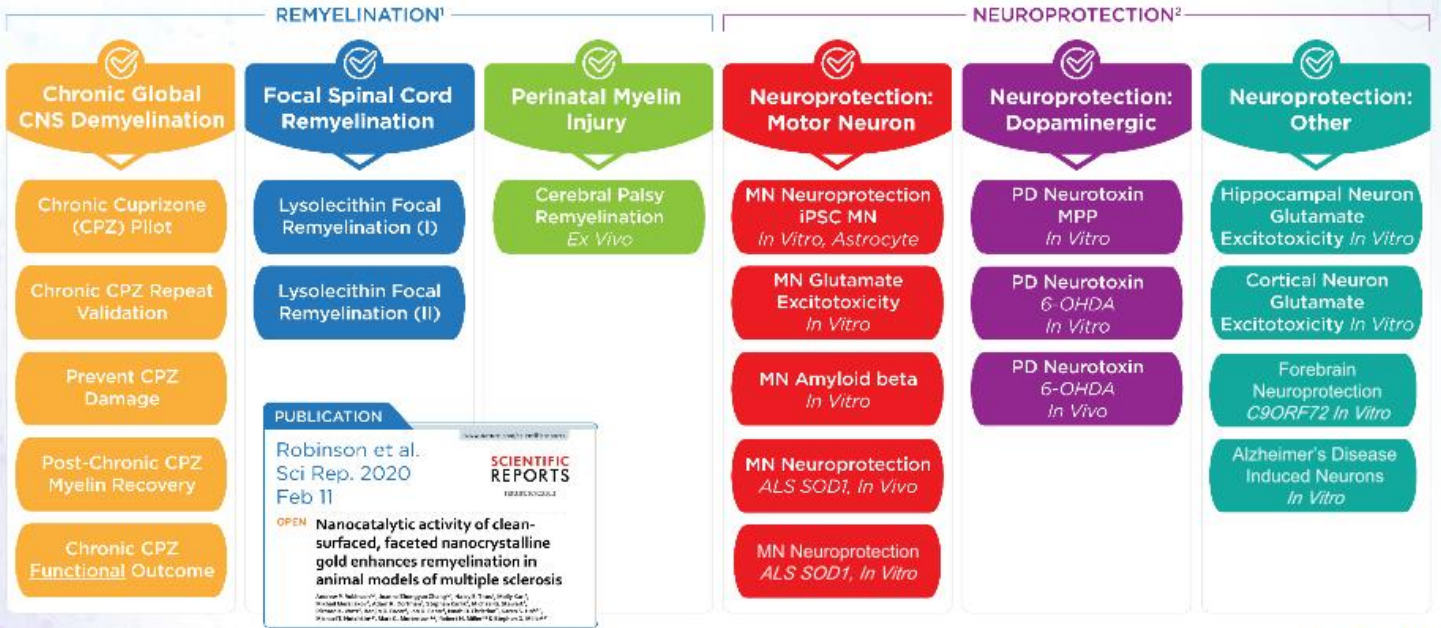 REMYELINATION¹
NEUROPROTECTION²
Chronic Global
CNS Demyelination
Chronic Cuprizone
(CPZ) Pilot
Chronic CPZ Repeat
Validation
Prevent CPZ
Damage
Post-Chronic CPZ
Myelin Recovery
Chronic CPZ
Functional Outcome
Focal Spinal Cord
Remyelination
Lysolecithin Focal
Remyelination (I)
Lysolecithin Focal
Remyelination (II)
Perinatal Myelin
Injury
Cerebral Palsy
Remyelination
Ex Vivo
PUBLICATION
Robinson et al.
Sci Rep. 2020
Feb 11
SCIENTIFIC
REPORTS
OPEN
Nanocatalytic activity of clean-
surfaced, faceted nanocrystalline
gold enhances remyelination in
animal models of multiple sclerosis
Neuroprotection:
Motor Neuron
MN Neuroprotection
iPSC MN
In Vitro, Astrocyte
MN Glutamate
Excitotoxicity
In Vitro
MN Amyloid beta
In Vitro
MN Neuroprotection
ALS SOD1, In Vivo
MN Neuroprotection
ALS SOD1, In Vitro
Neuroprotection:
Dopaminergic
PD Neurotoxin
MPP
In Vitro
PD Neurotoxin
6-OHDA
In Vitro
PD Neurotoxin
6-OHDA
In Vivo
Neuroprotection:
Other
Hippocampal Neuron
Glutamate
Excitotoxicity In Vitro
Cortical Neuron
Glutamate
Excitotoxicity In Vitro
Forebrain
Neuroprotection
C9ORF72 In Vitro
Alzheimer's Disease
Induced Neurons
In Vitro